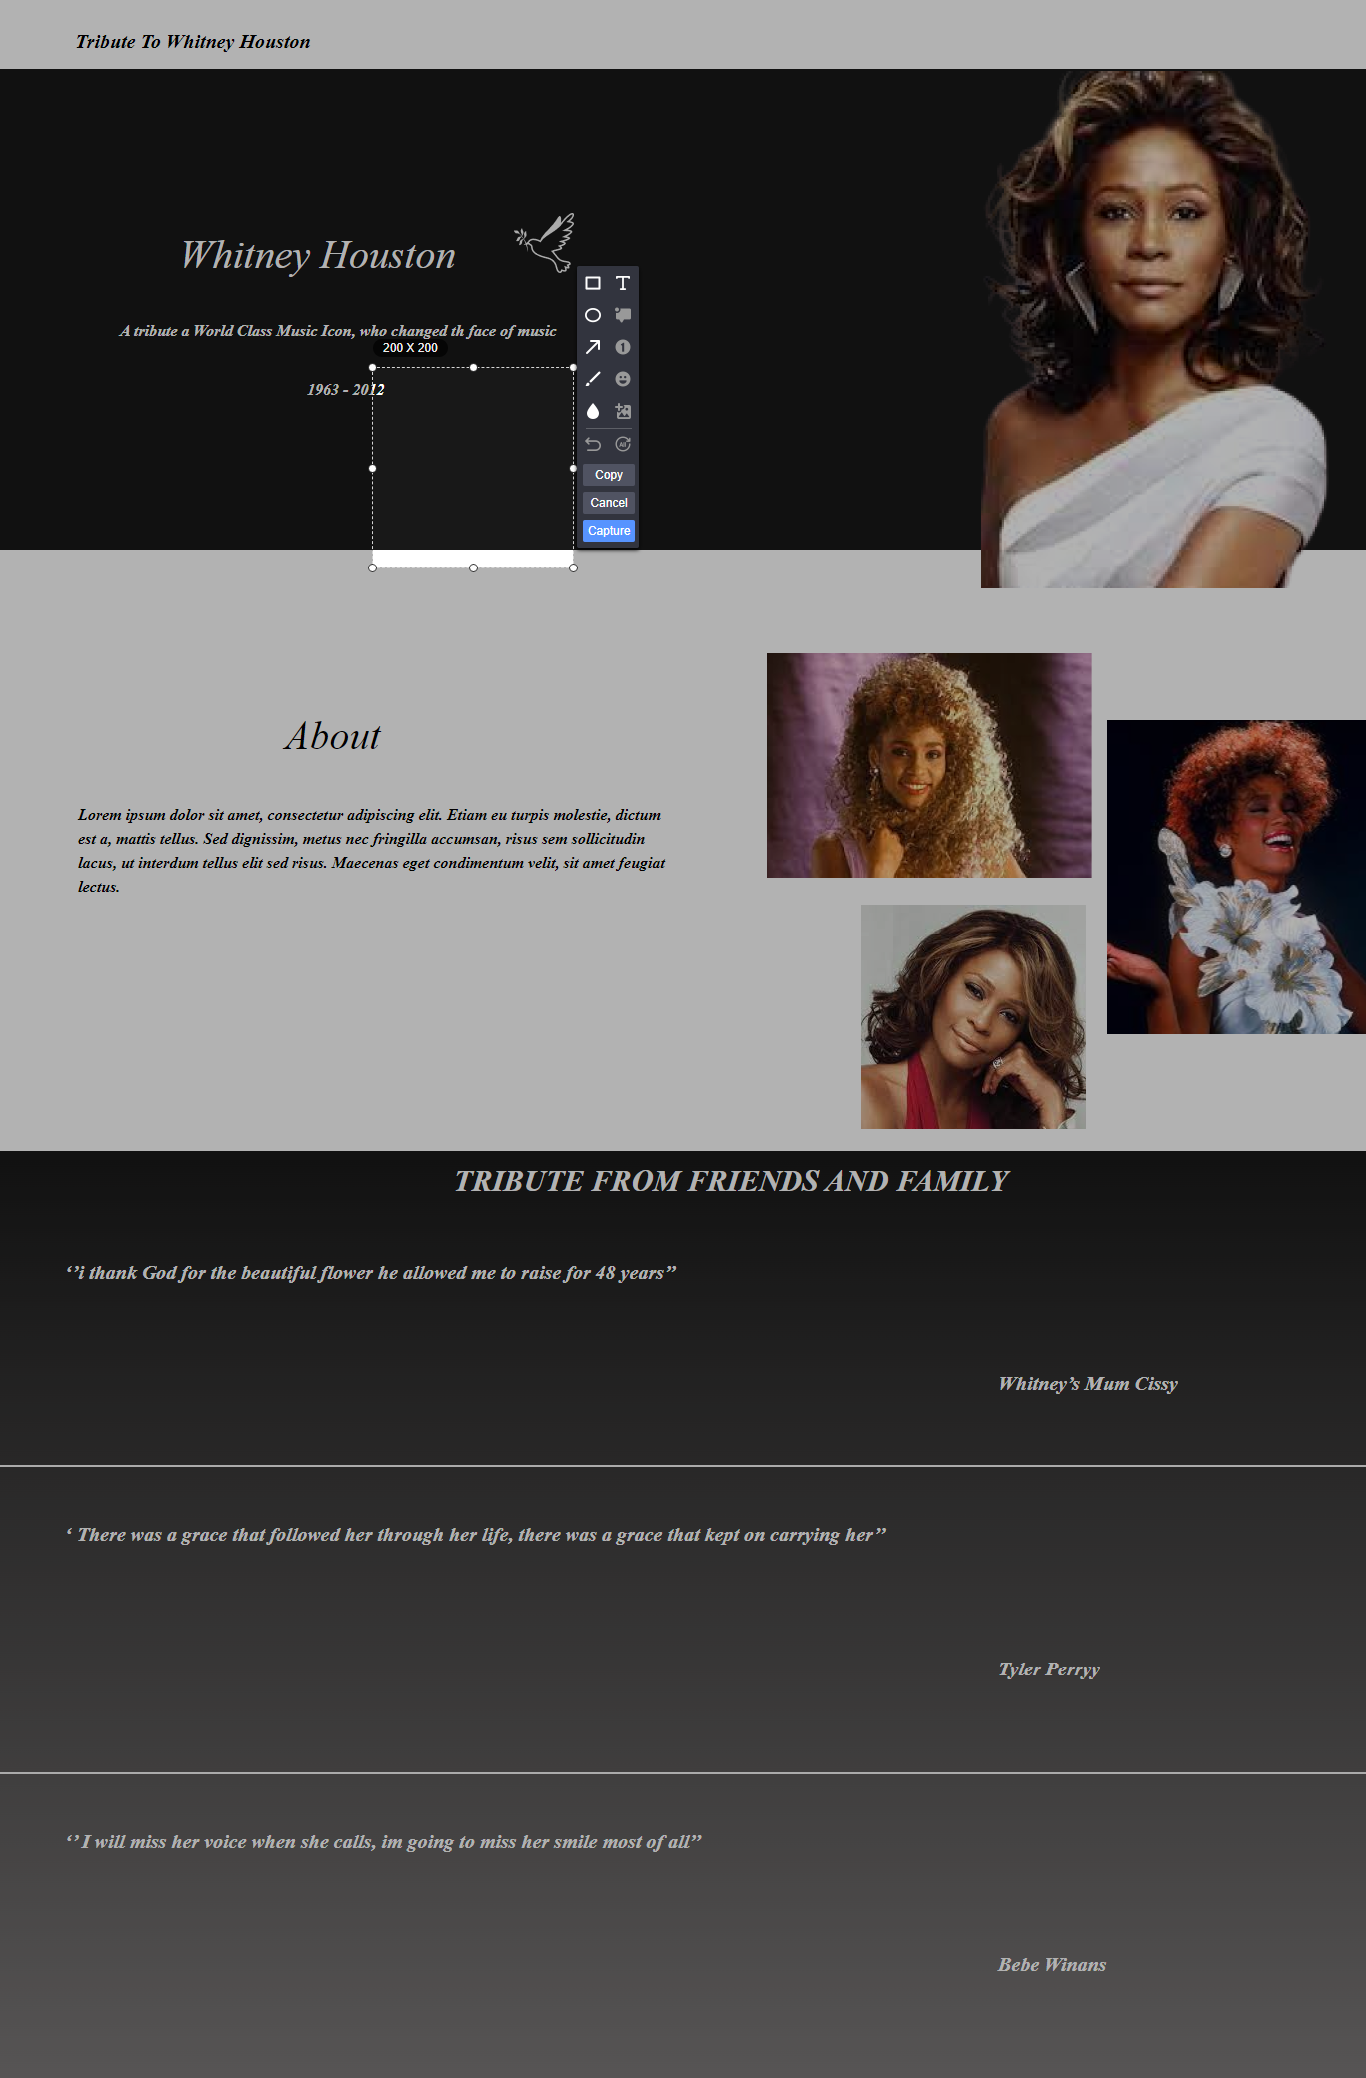 Tribute To Whitney Houston
Whitney Houston
A tribute a World Class Music Icon, who changed th face of music
200 X 200
1963 - 2012
T
1
All
Copy
Cancel
Capture
About
Lorem ipsum dolor sit amet, consectetur adipiscing elit. Etiam eu turpis molestie, dictum
est a, mattis tellus. Sed dignissim, metus nec fringilla accumsan, risus sem sollicitudin
lacus, ut interdum tellus elit sed risus. Maecenas eget condimentum velit, sit amet feugiat
lectus.
TRIBUTE FROM FRIENDS AND FAMILY
‘’i thank God for the beautiful flower he allowed me to raise for 48 years’’
Whitney’s Mum Cissy
‘ There was a grace that followed her through her life, there was a grace that kept on carrying her’’
Tyler Perryy
‘’ I will miss her voice when she calls, im going to miss her smile most of all’’
Bebe Winans